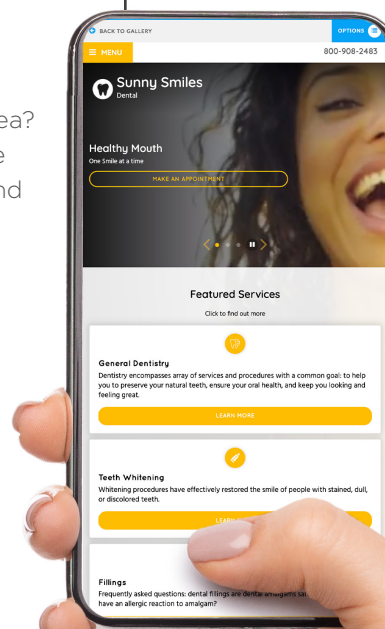 ea?
e
nd
BACK TO GALLERY
OPTIONS
MENU
800-908-2483
Sunny Smiles
Dental
Healthy Mouth
One Smile at a time
MAKE AN APPOINTMENT
Featured Services
Click to find out more
General Dentistry
Dentistry encompasses array of services and procedures with a common goal: to help
you to preserve your natural teeth, ensure your oral health, and keep you looking and
feeling great.
LEARN MORE
Teeth Whitening
Whitening procedures have effectively restored the smile of people with stained, dull,
or discolored teeth.
LEARN
Fillings
Frequently asked questions: dental fillings are dental amalgams
have an allergic reaction to amalgam?